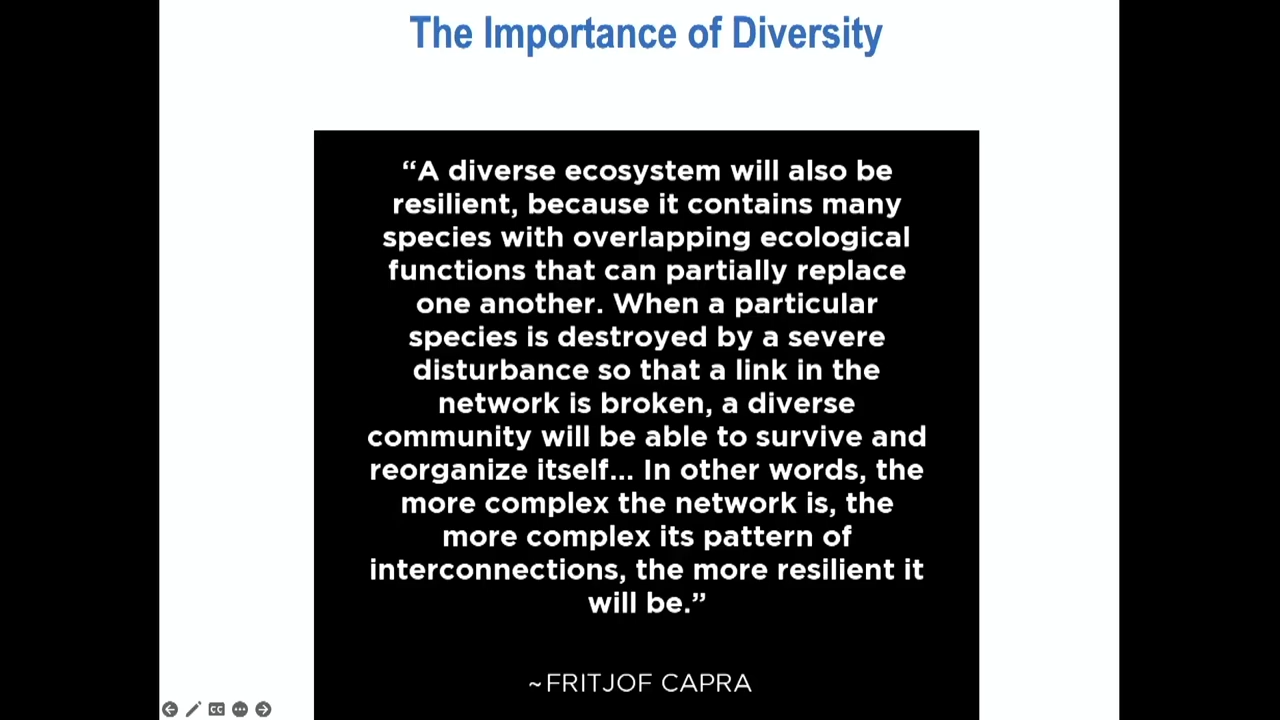 The Importance of Diversity
“A diverse ecosystem will also be
resilient, because it contains many
species with overlapping ecological
functions that can partially replace
one another. When a particular
species is destroyed by a severe
disturbance so that a link in the
network is broken, a diverse
community will be able to survive and
reorganize itself... In other words, the
more complex the network is, the
more complex its pattern of
interconnections, the more resilient it
will be.”
~FRITJOF CAPRA
CC